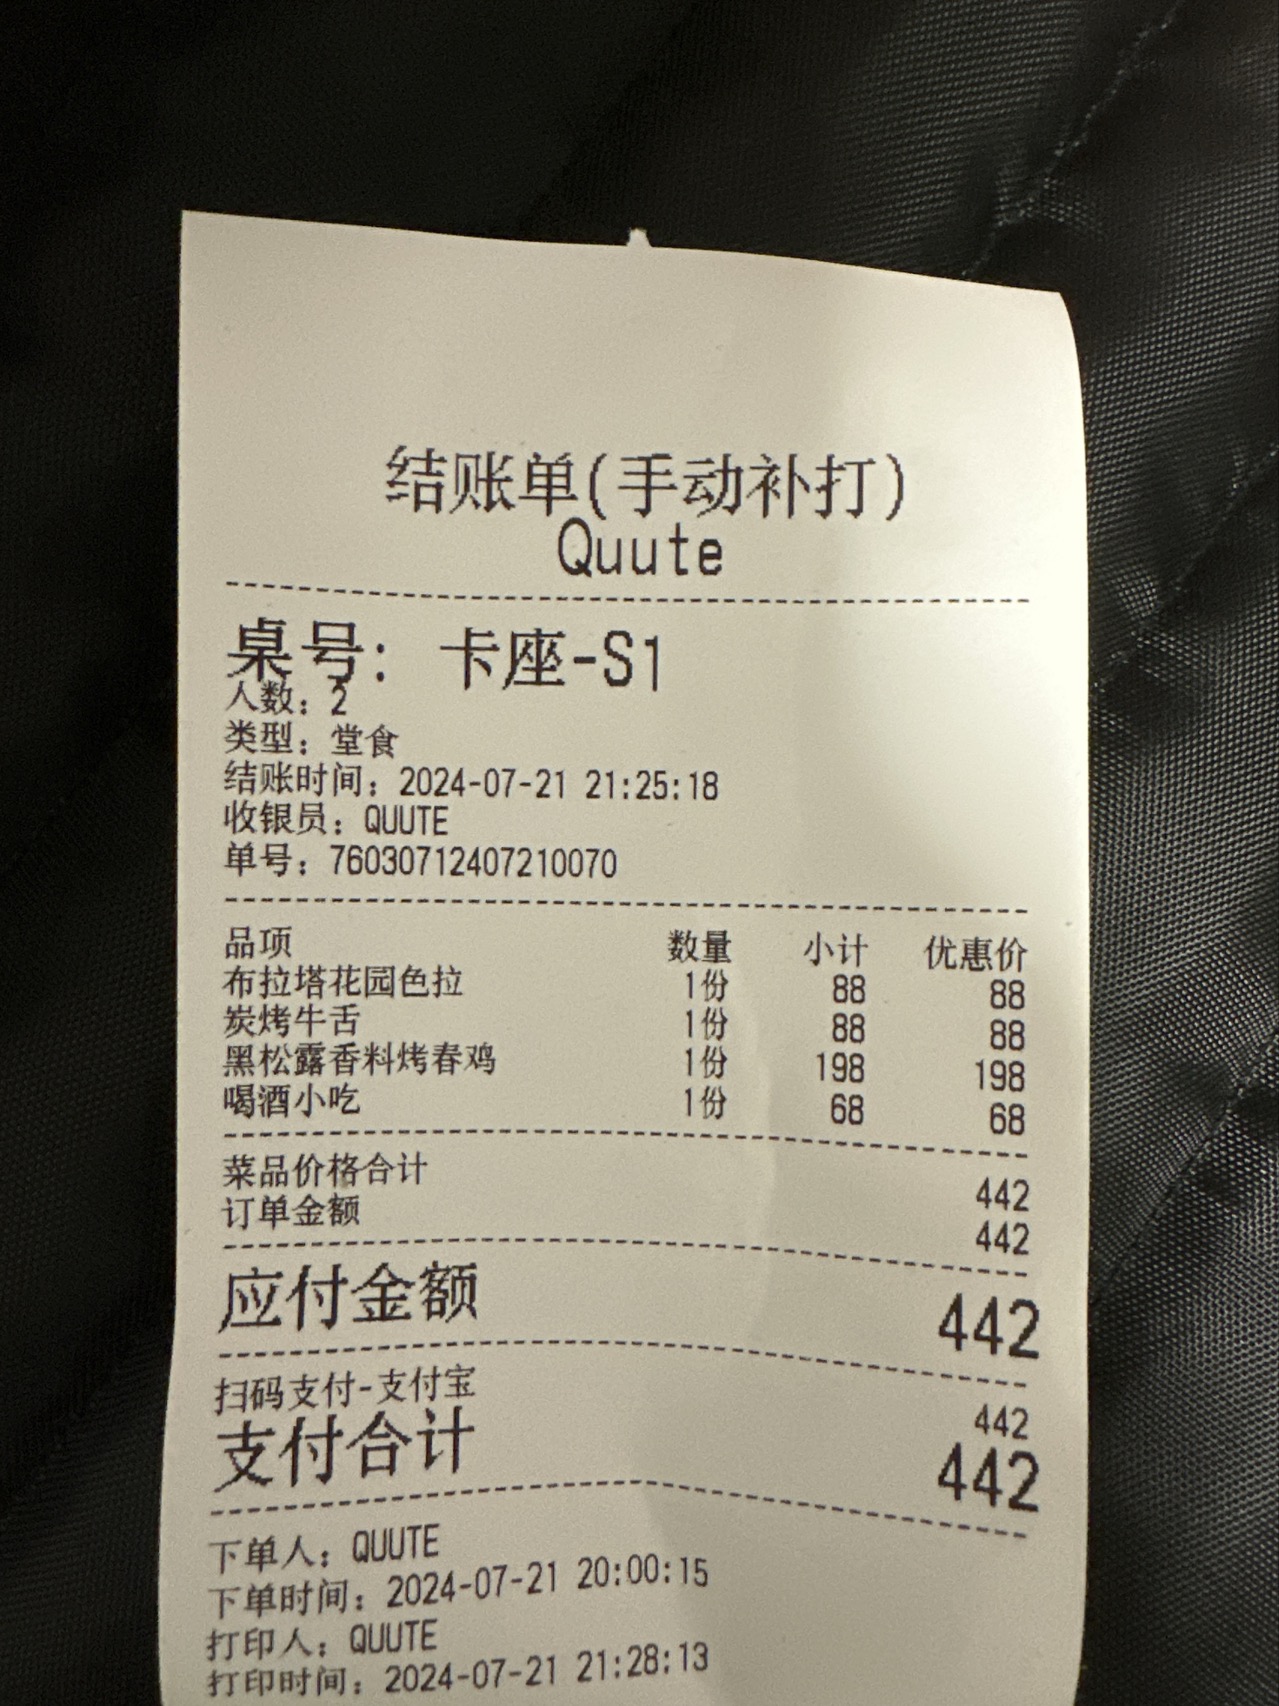 结账单(手动补打)
Quute
桌号: 卡座-S1
人数: 2
类型: 堂食
结账时间: 2024-07-21 21:25:18
收银员: QUUTE
单号: 76030712407210070
品项 数量 小计 优惠价
布拉塔花园色拉 1份 88 88
炭烤牛舌 1份 88 88
黑松露香料烤春鸡 1份 198 198
喝酒小吃 1份 68 68
菜品价格合计 442
订单金额 442
应付金额 442
扫码支付-支付宝 442
支付合计 442
下单人: QUUTE
下单时间: 2024-07-21 20:00:15
打印人: QUUTE
打印时间: 2024-07-21 21:28:13